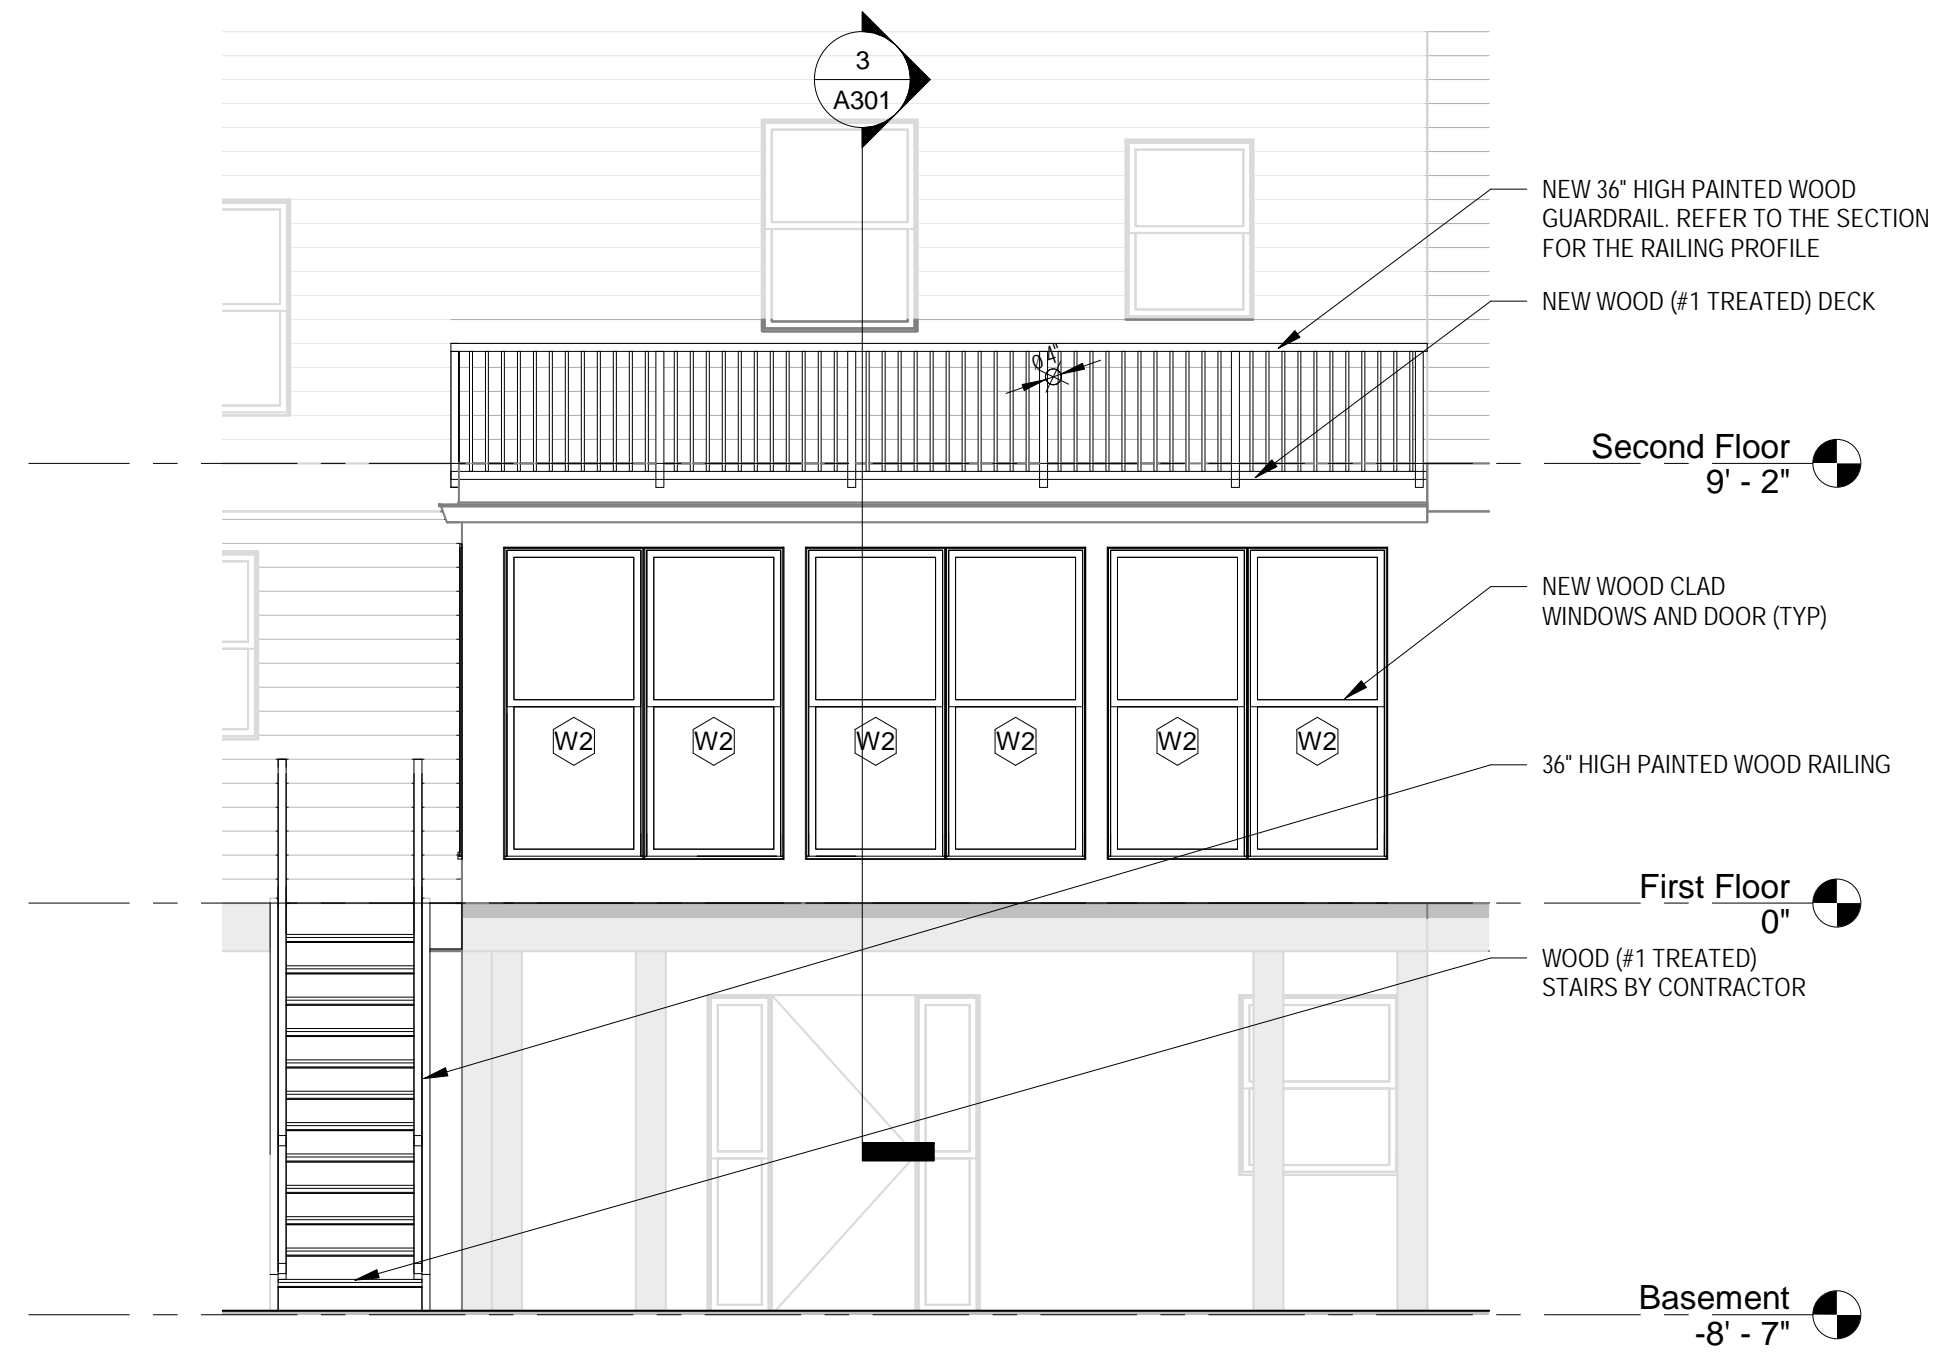 3
A301
NEW 36" HIGH PAINTED WOOD
GUARDRAIL. REFER TO THE SECTION
FOR THE RAILING PROFILE
NEW WOOD (#1 TREATED) DECK
Ø 4"
Second Floor
9' - 2"
NEW WOOD CLAD
WINDOWS AND DOOR (TYP)
W2 W2 W2 W2 W2 W2
36" HIGH PAINTED WOOD RAILING
First Floor
0"
WOOD (#1 TREATED)
STAIRS BY CONTRACTOR
Basement
-8' - 7"